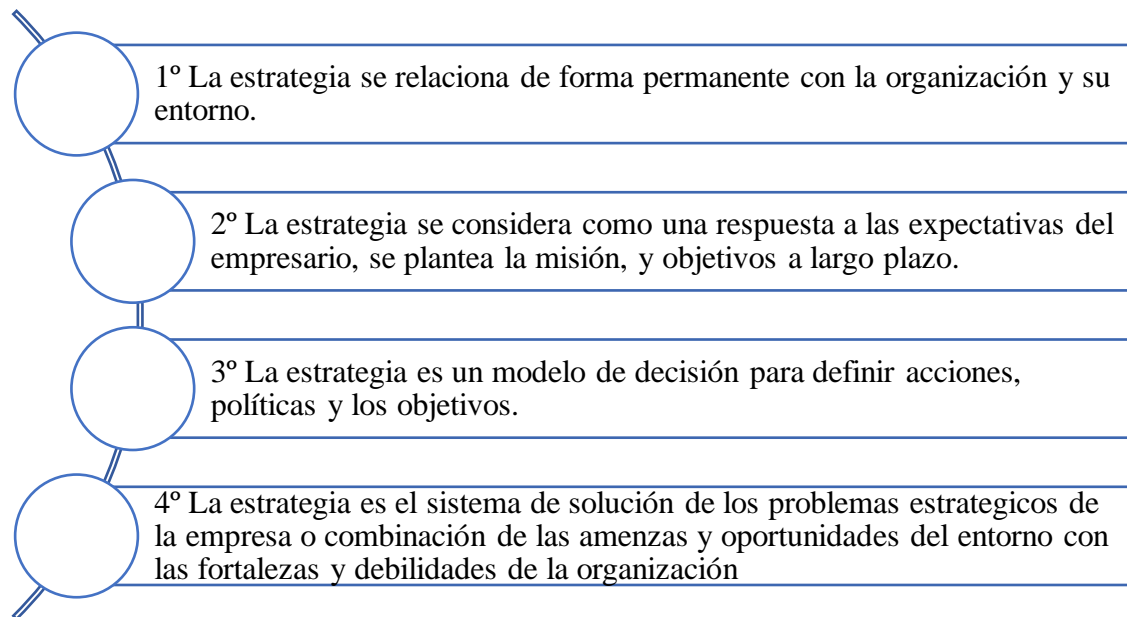 1º La estrategia se relaciona de forma permanente con la organización y su
entorno.
2º La estrategia se considera como una respuesta a las expectativas del
empresario, se plantea la misión, y objetivos a largo plazo.
3º La estrategia es un modelo de decisión para definir acciones,
políticas y los objetivos.
4º La estrategia es el sistema de solución de los problemas estrategicos de
la empresa o combinación de las amenzas y oportunidades del entorno con
las fortalezas y debilidades de la organización